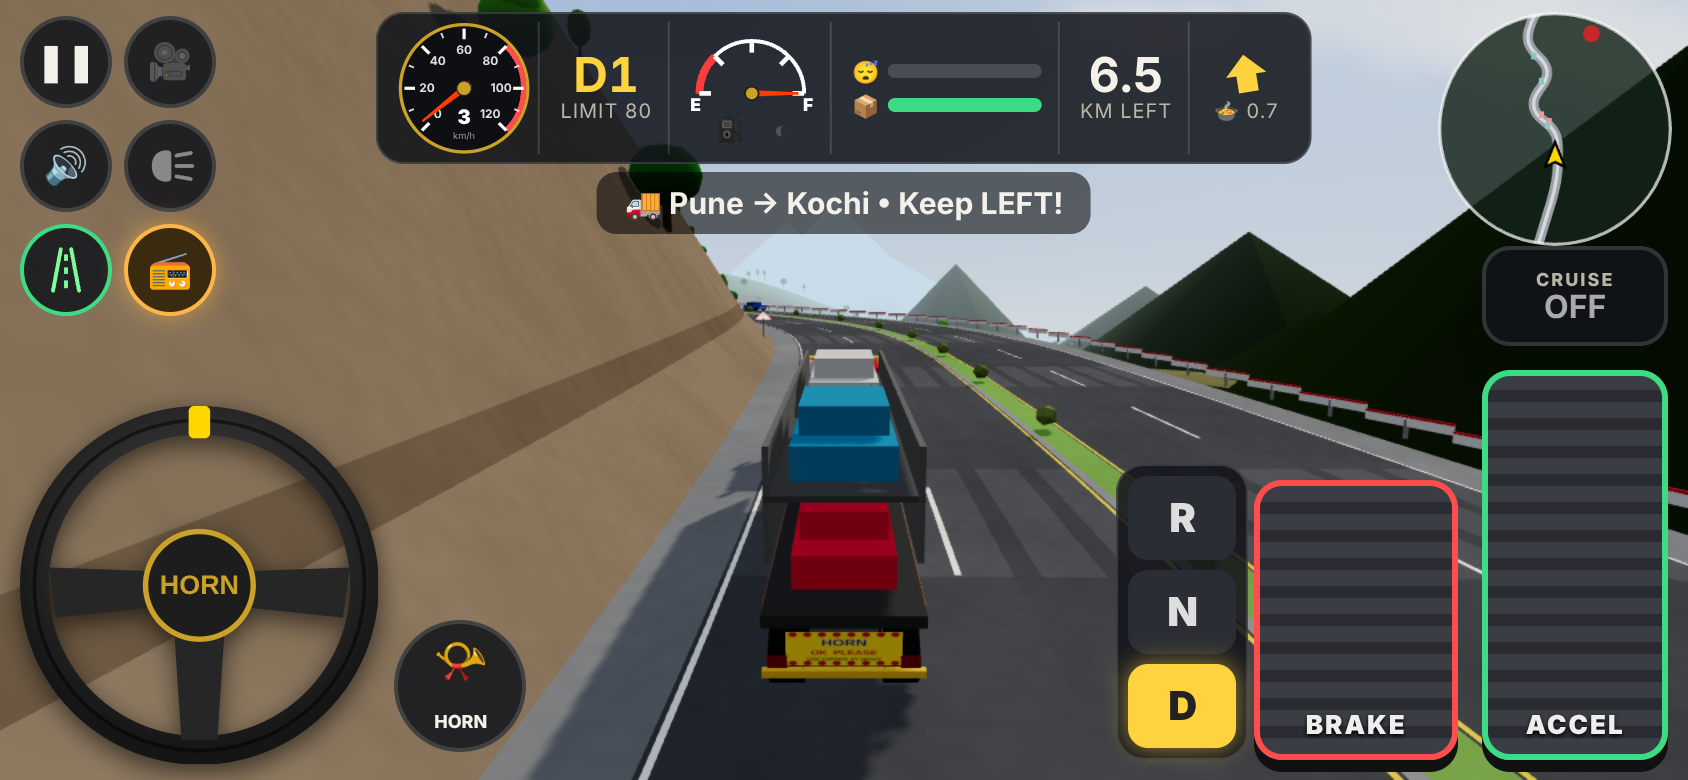 60
40
80
20
100
0
120
3
km/h
D1
LIMIT 80
E
F
6.5
KM LEFT
0.7
Pune → Kochi • Keep LEFT!
CRUISE
OFF
HORN
HORN
HORN
OK PLEASE
R
N
D
BRAKE
ACCEL